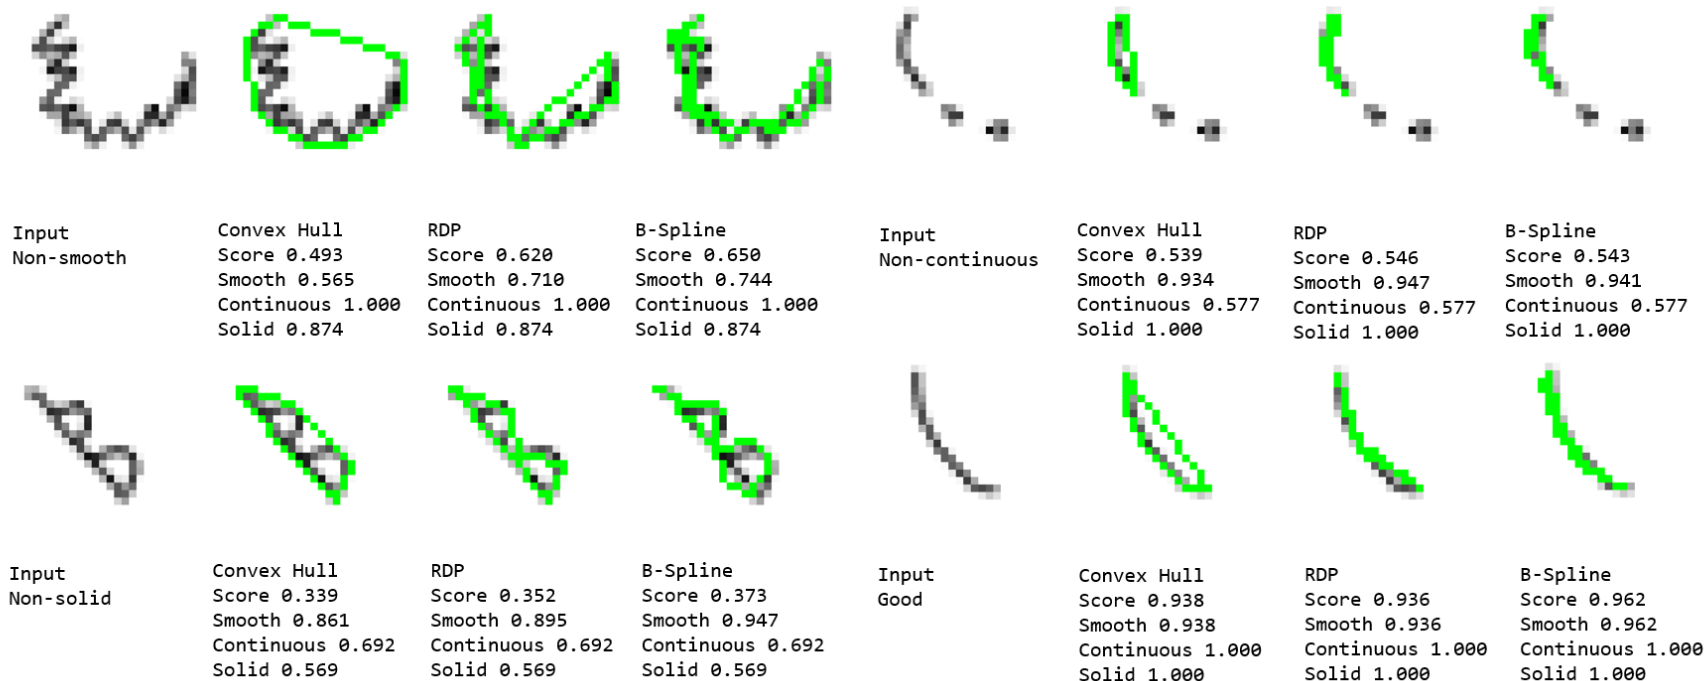 Input
Non-smooth
Convex Hull
Score 0.493
Smooth 0.565
Continuous 1.000
Solid 0.874
RDP
Score 0.620
Smooth 0.710
Continuous 1.000
Solid 0.874
B-Spline
Score 0.650
Smooth 0.744
Continuous 1.000
Solid 0.874
Input
Non-continuous
Convex Hull
Score 0.539
Smooth 0.934
Continuous 0.577
Solid 1.000
RDP
Score 0.546
Smooth 0.947
Continuous 0.577
Solid 1.000
B-Spline
Score 0.543
Smooth 0.941
Continuous 0.577
Solid 1.000
Input
Non-solid
Convex Hull
Score 0.339
Smooth 0.861
Continuous 0.692
Solid 0.569
RDP
Score 0.352
Smooth 0.895
Continuous 0.692
Solid 0.569
B-Spline
Score 0.373
Smooth 0.947
Continuous 0.692
Solid 0.569
Input
Good
Convex Hull
Score 0.938
Smooth 0.938
Continuous 1.000
Solid 1.000
RDP
Score 0.936
Smooth 0.936
Continuous 1.000
Solid 1.000
B-Spline
Score 0.962
Smooth 0.962
Continuous 1.000
Solid 1.000